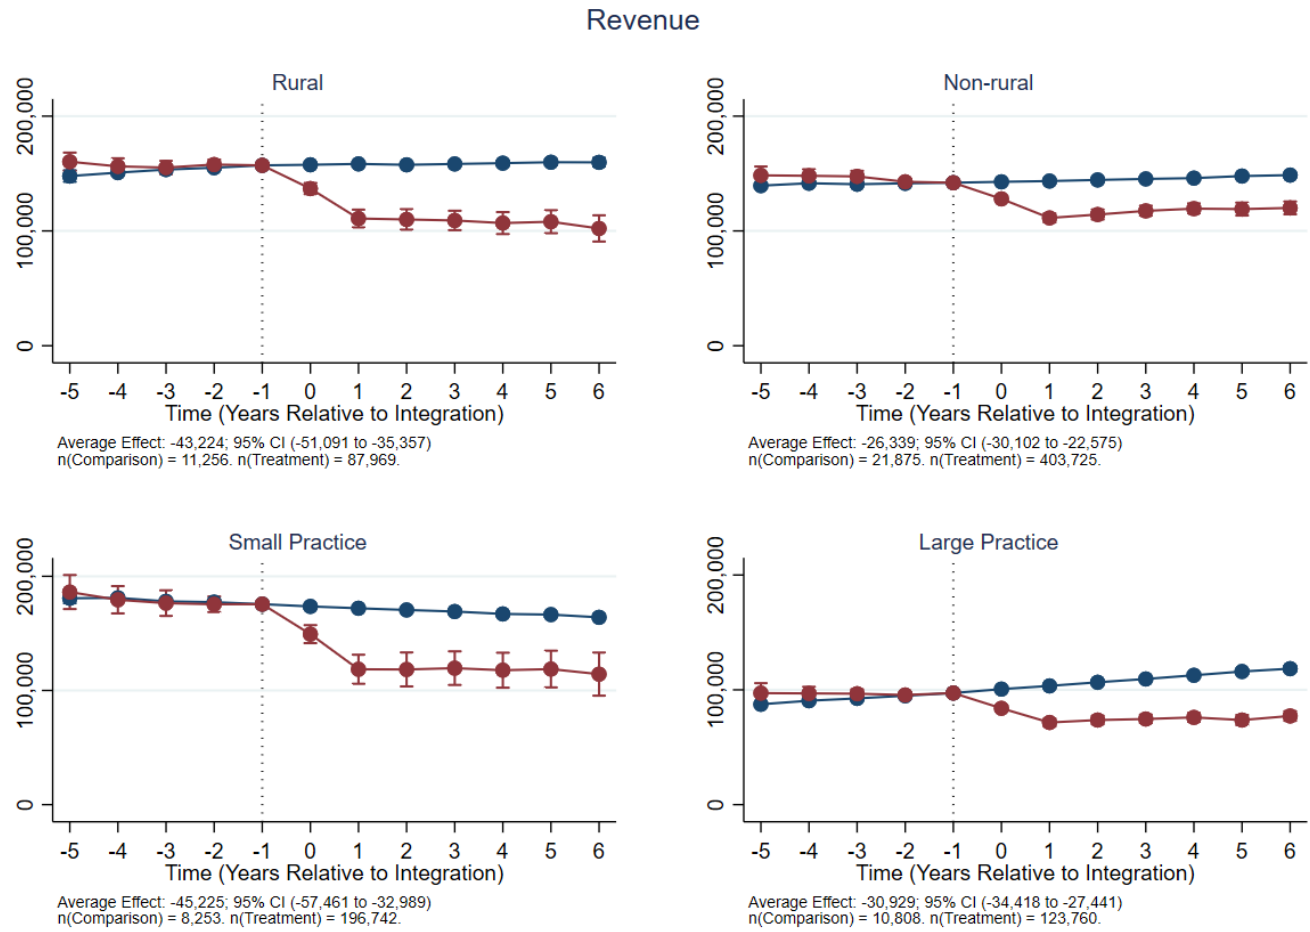 Revenue
Rural
200,000
100,000
0
-5 -4 -3 -2 -1 0 1 2 3 4 5 6
Time (Years Relative to Integration)
Average Effect: -43,224; 95% CI (-51,091 to -35,357)
n(Comparison) = 11,256. n(Treatment) = 87,969.
Non-rural
200,000
100,000
0
-5 -4 -3 -2 -1 0 1 2 3 4 5 6
Time (Years Relative to Integration)
Average Effect: -26,339; 95% CI (-30,102 to -22,575)
n(Comparison) = 21,875. n(Treatment) = 403,725.
Small Practice
200,000
100,000
0
-5 -4 -3 -2 -1 0 1 2 3 4 5 6
Time (Years Relative to Integration)
Average Effect: -45,225; 95% CI (-57,461 to -32,989)
n(Comparison) = 8,253. n(Treatment) = 196,742.
Large Practice
200,000
100,000
0
-5 -4 -3 -2 -1 0 1 2 3 4 5 6
Time (Years Relative to Integration)
Average Effect: -30,929; 95% CI (-34,418 to -27,441)
n(Comparison) = 10,808. n(Treatment) = 123,760.